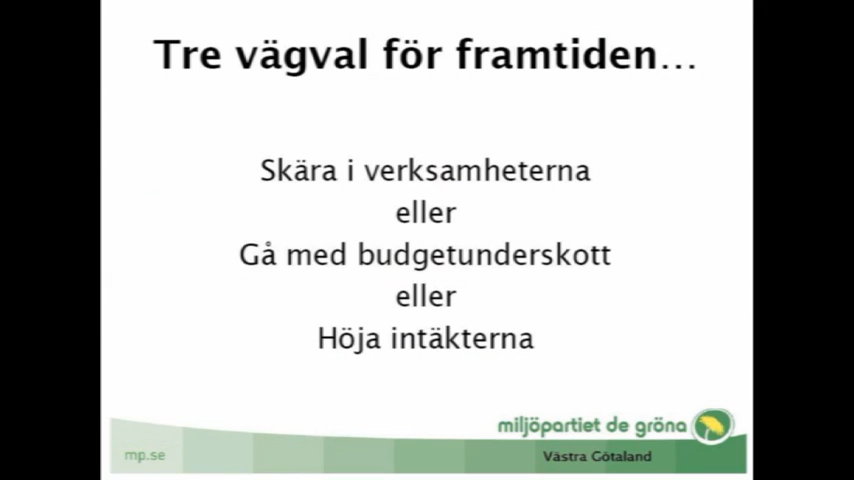 Tre vägval för framtiden...
Skära i verksamheterna
eller
Gå med budgetunderskott
eller
Höja intäkterna
miljöpartiet de gröna
mp.se
Västra Götaland